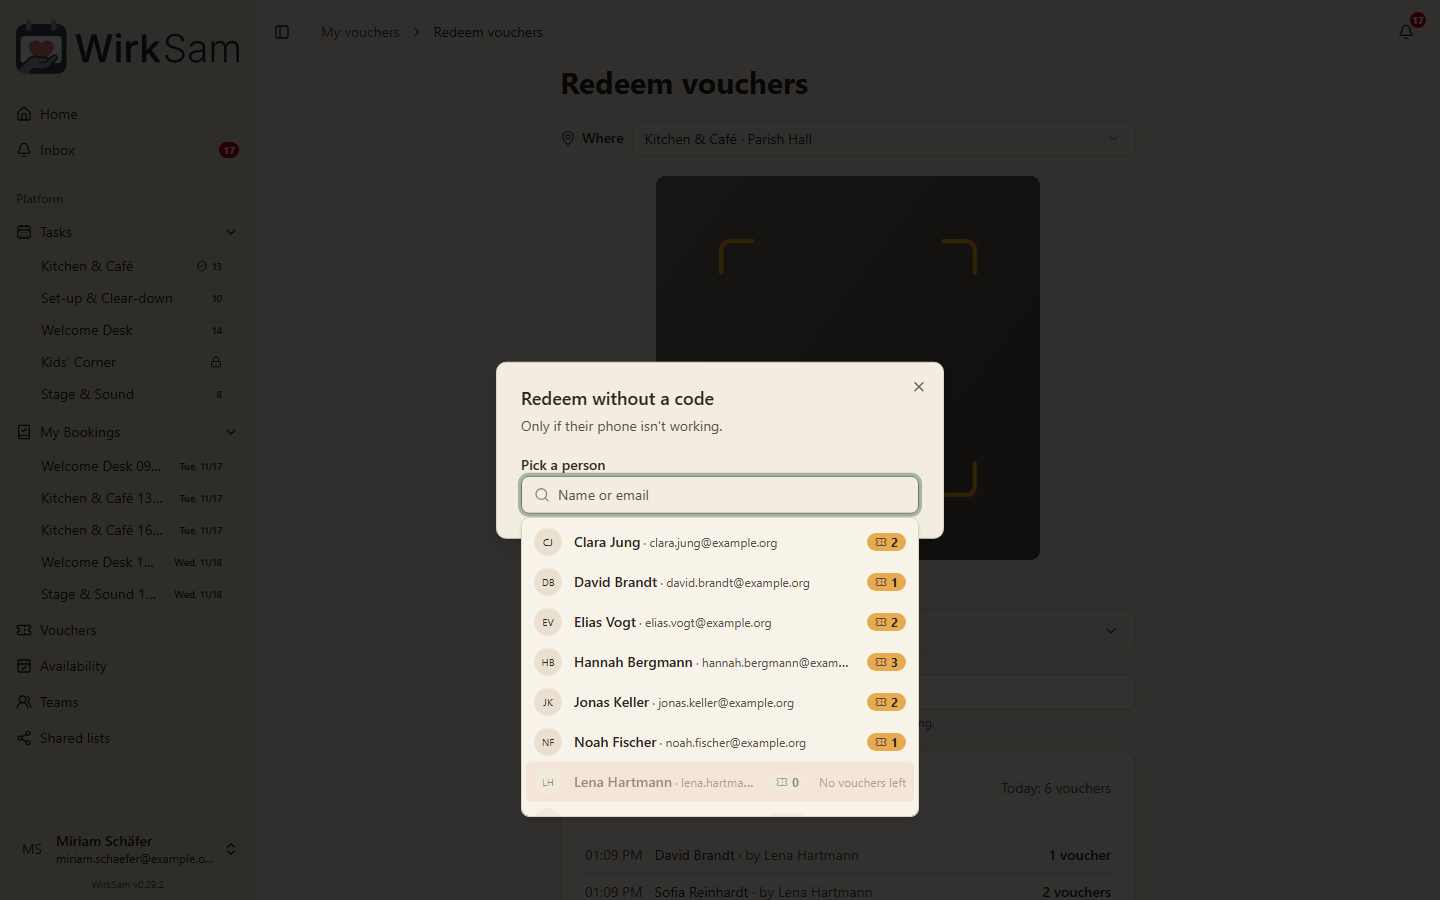 WirkSam
Home
Inbox
17
Platform
Tasks
Kitchen & Café
13
Set-up & Clear-down
10
Welcome Desk
14
Kids' Corner
Stage & Sound
8
My Bookings
Welcome Desk 09...
Tue, 11/17
Kitchen & Café 13...
Tue, 11/17
Kitchen & Café 16...
Tue, 11/17
Welcome Desk 1...
Wed, 11/18
Stage & Sound 1...
Wed, 11/18
Vouchers
Availability
Teams
Shared lists
MS
Miriam Schäfer
miriam.schaefer@example.o...
WirkSam v0.29.2
My vouchers > Redeem vouchers
17
Redeem vouchers
Where
Kitchen & Café · Parish Hall
Redeem without a code
Only if their phone isn't working.
Pick a person
Name or email
CJ Clara Jung · clara.jung@example.org 2
DB David Brandt · david.brandt@example.org 1
EV Elias Vogt · elias.vogt@example.org 2
HB Hannah Bergmann · hannah.bergmann@exam... 3
JK Jonas Keller · jonas.keller@example.org 2
NF Noah Fischer · noah.fischer@example.org 1
LH Lena Hartmann · lena.hartma... 0 No vouchers left
Today: 6 vouchers
01:09 PM David Brandt · by Lena Hartmann 1 voucher
01:09 PM Sofia Reinhardt · by Lena Hartmann 2 vouchers